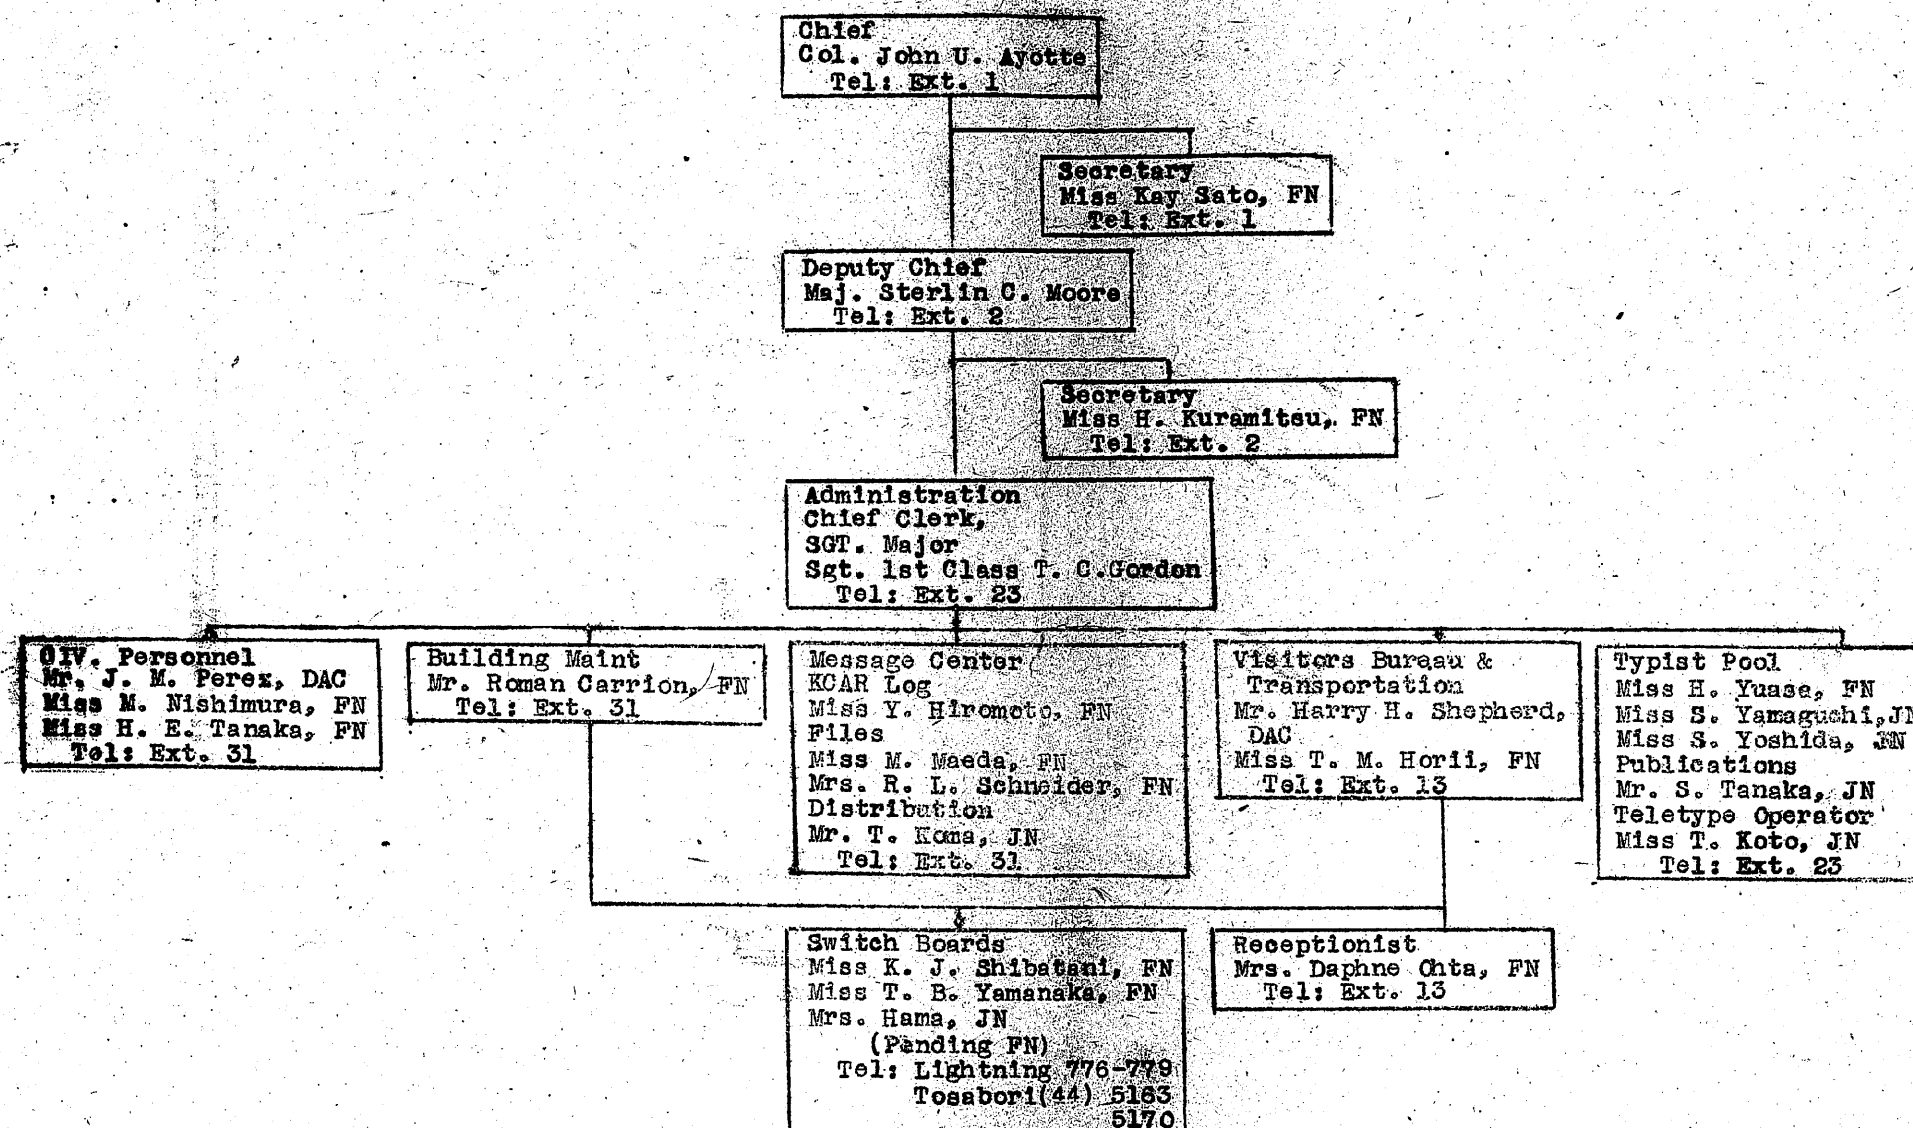 Chief
Col. John U. Ayotte
Tel: Ext. 1
Secretary
Miss Kay Sato, FN
Tel: Ext. 1
Deputy Chief
Maj. Sterlin C. Moore
Tel: Ext. 2
Secretary
Miss H. Kuramitsu, FN
Tel: Ext. 2
Administration
Chief Clerk,
SGT. Major
Sgt. 1st Class T. C.Gordon
Tel: Ext. 23
CIV. Personnel
Mr. J. M. Perex, DAC
Miss M. Nishimura, FN
Miss H. E. Tanaka, FN
Tel: Ext. 31
Building Maint
Mr. Roman Carrion, FN
Tel: Ext. 31
Message Center
KCAR Log
Miss Y. Hiromoto, FN
Files
Miss M. Maeda, FN
Mrs. R. L. Schneider, FN
Distribution
Mr. T. Koma, JN
Tel: Ext. 31
Visitors Bureau &
Transportation
Mr. Harry H. Shepherd,
DAC
Miss T. M. Horii, FN
Tel: Ext. 13
Typist Pool
Miss H. Yuasa, FN
Miss S. Yamaguchi,JN
Miss S. Yoshida, JN
Publications
Mr. S. Tanaka, JN
Teletype Operator
Miss T. Koto, JN
Tel: Ext. 23
Switch Boards
Miss K. J. Shibatani, FN
Miss T. B. Yamanaka, FN
Mrs. Hama, JN
(Pending FN)
Tel: Lightning 776-779
Tosabori(44) 5163
5170
Receptionist
Mrs. Daphne Ohta, FN
Tel: Ext. 13